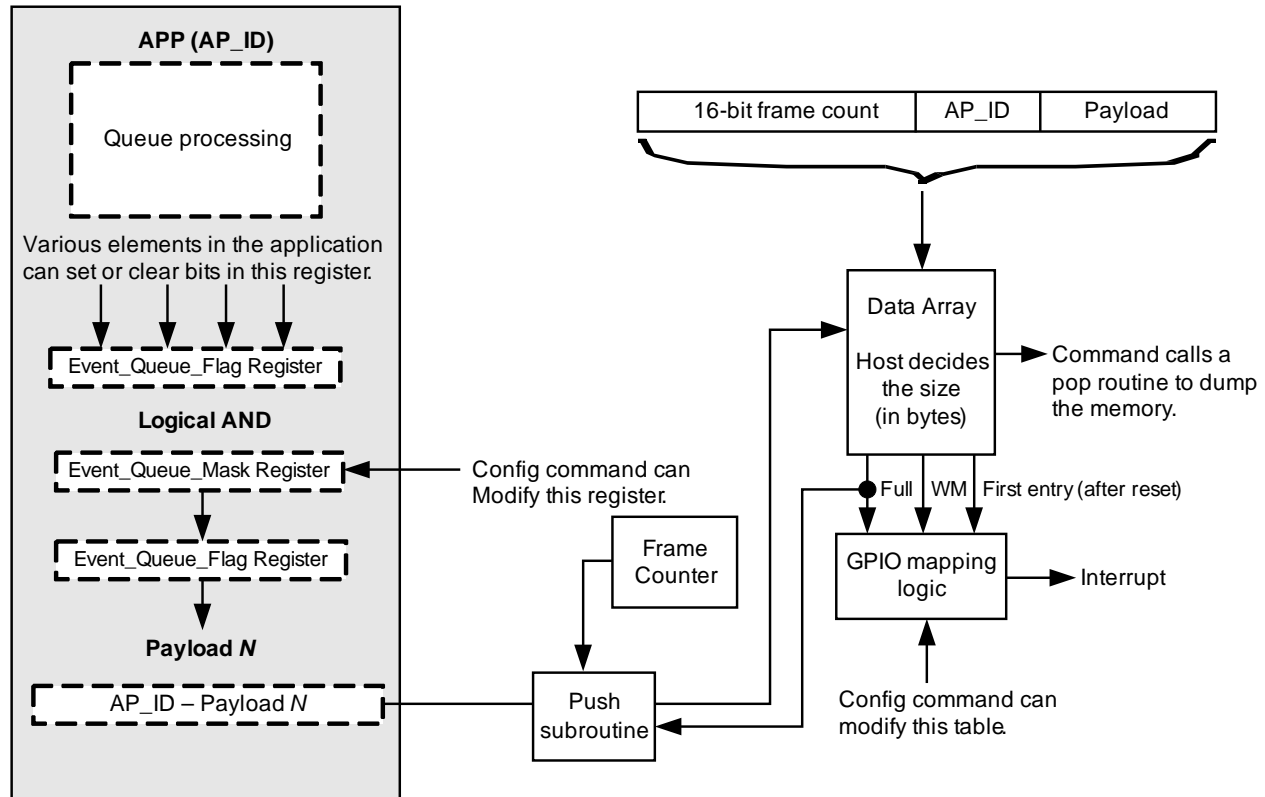 APP (AP_ID)
Queue processing
Various elements in the application
can set or clear bits in this register.
Event_Queue_Flag Register
Logical AND
Event_Queue_Mask Register
Event_Queue_Flag Register
Payload N
AP_ID – Payload N
Config command can
Modify this register.
Frame
Counter
Push
subroutine
16-bit frame count
AP_ID
Payload
Data Array
Host decides
the size
(in bytes)
Command calls a
pop routine to dump
the memory.
Full
WM
First entry (after reset)
GPIO mapping
logic
Interrupt
Config command can
modify this table.